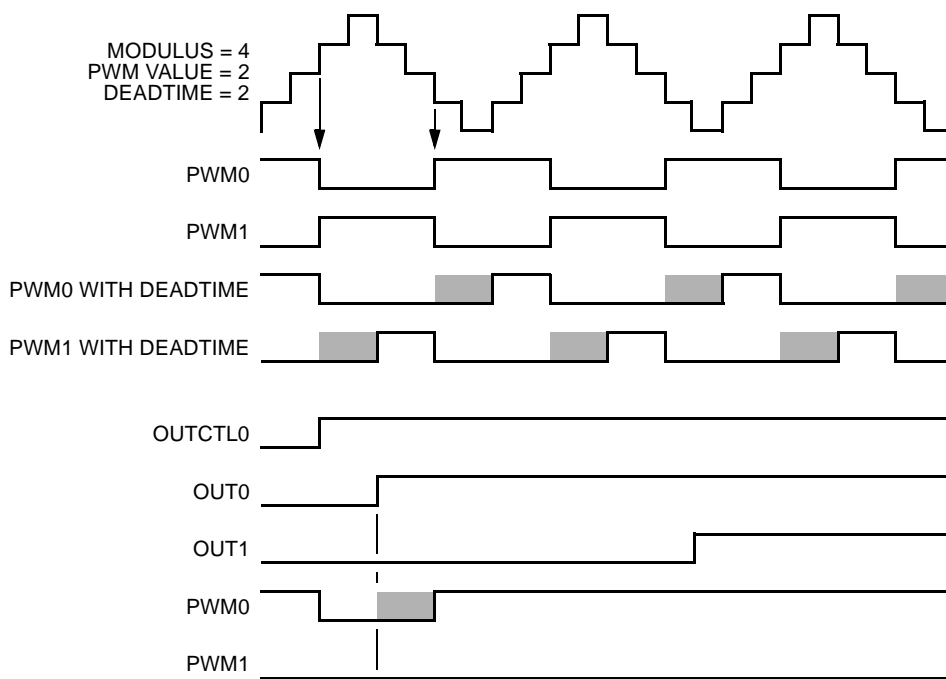 MODULUS = 4
PWM VALUE = 2
DEADTIME = 2
PWM0
PWM1
PWM0 WITH DEADTIME
PWM1 WITH DEADTIME
OUTCTL0
OUT0
OUT1
PWM0
PWM1